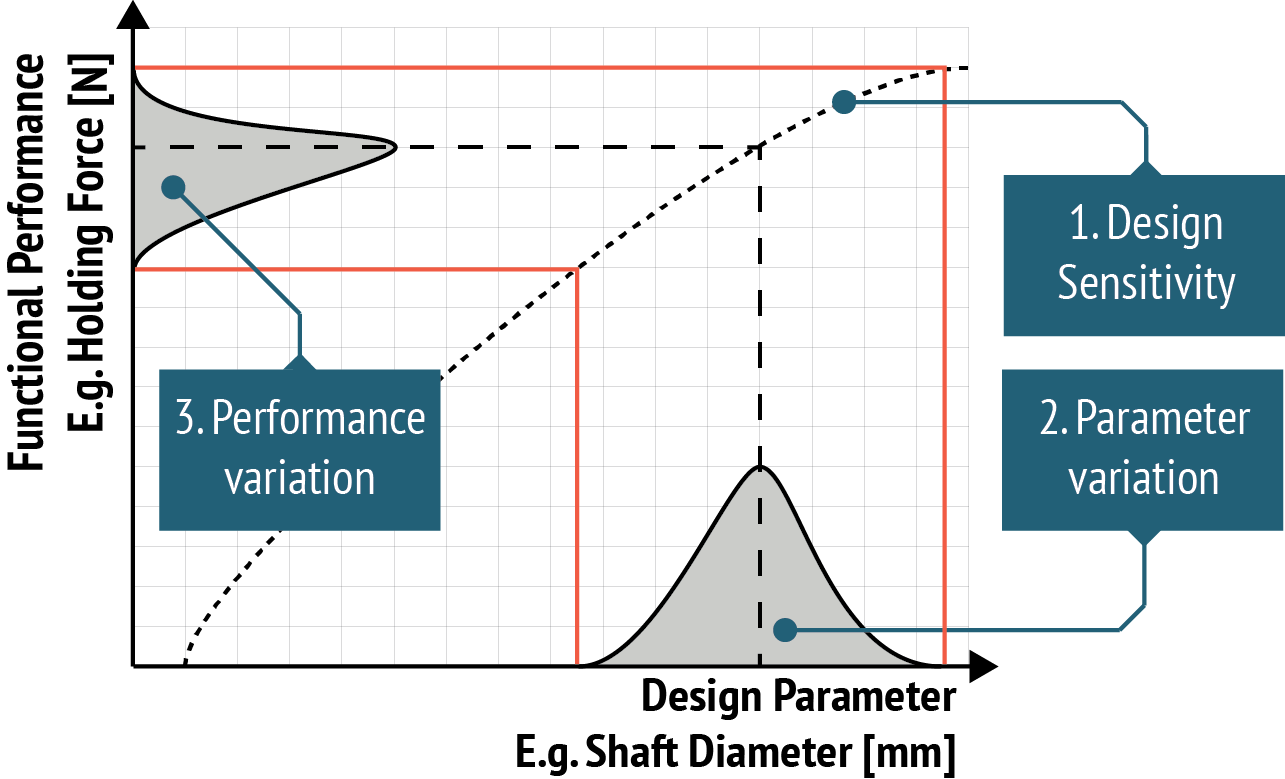 Functional Performance
E.g. Holding Force [N]
1. Design
Sensitivity
3. Performance
variation
2. Parameter
variation
Design Parameter
E.g. Shaft Diameter [mm]